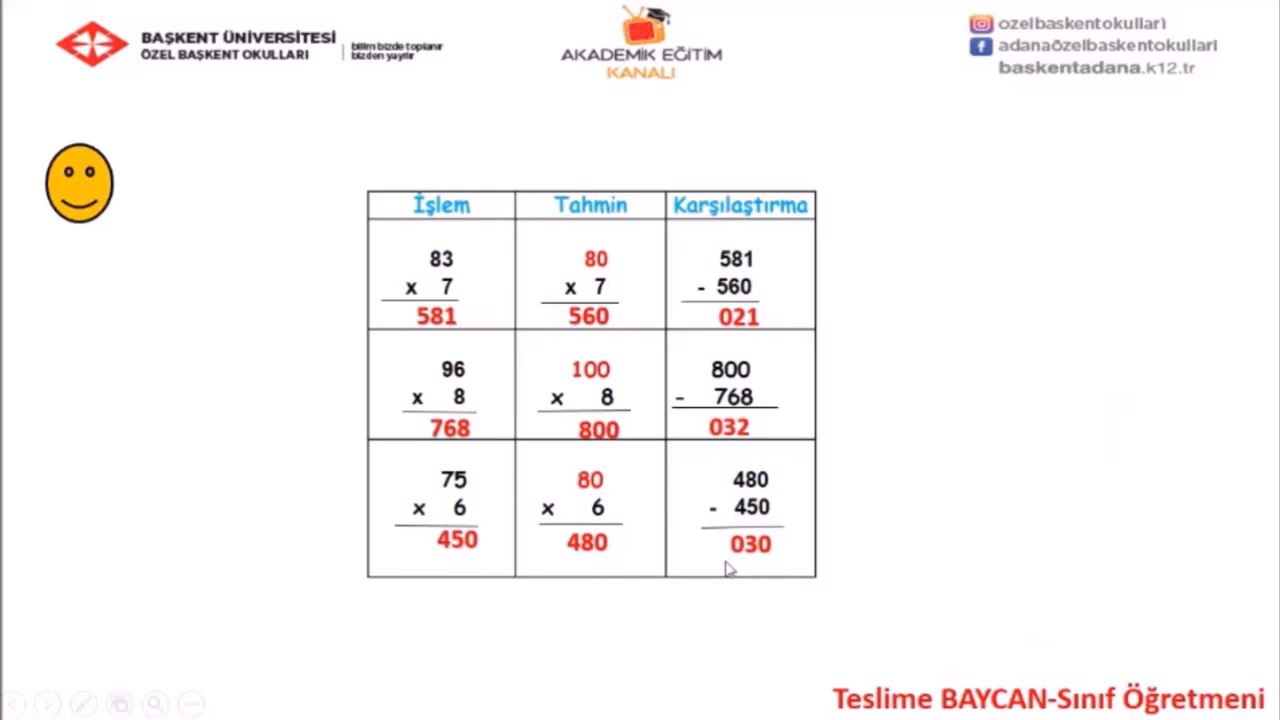 BAŞKENT ÜNİVERSİTESİ
ÖZEL BAŞKENT OKULLARI
bilim bizde toplanır
bizden yayılır
AKADEMİK EĞİTİM
KANALI
ozelbaskentokullari
adanaözelbaskentokullari
baskentadana.k12.tr
İşlem Tahmin Karşılaştırma
83 80 581
x 7 x 7 - 560
581 560 021
96 100 800
x 8 x 8 - 768
768 800 032
75 80 480
x 6 x 6 - 450
450 480 030
Teslime BAYCAN-Sınıf Öğretmeni